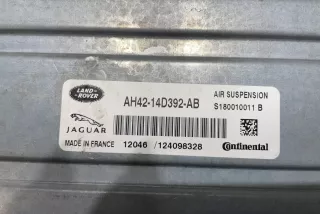 LAND-
ROVER
JAGUAR
AH42-14D392-AB
AIR SUSPENSION
S180010011 B
MADE IN FRANCE
12046 /124098328
Continental